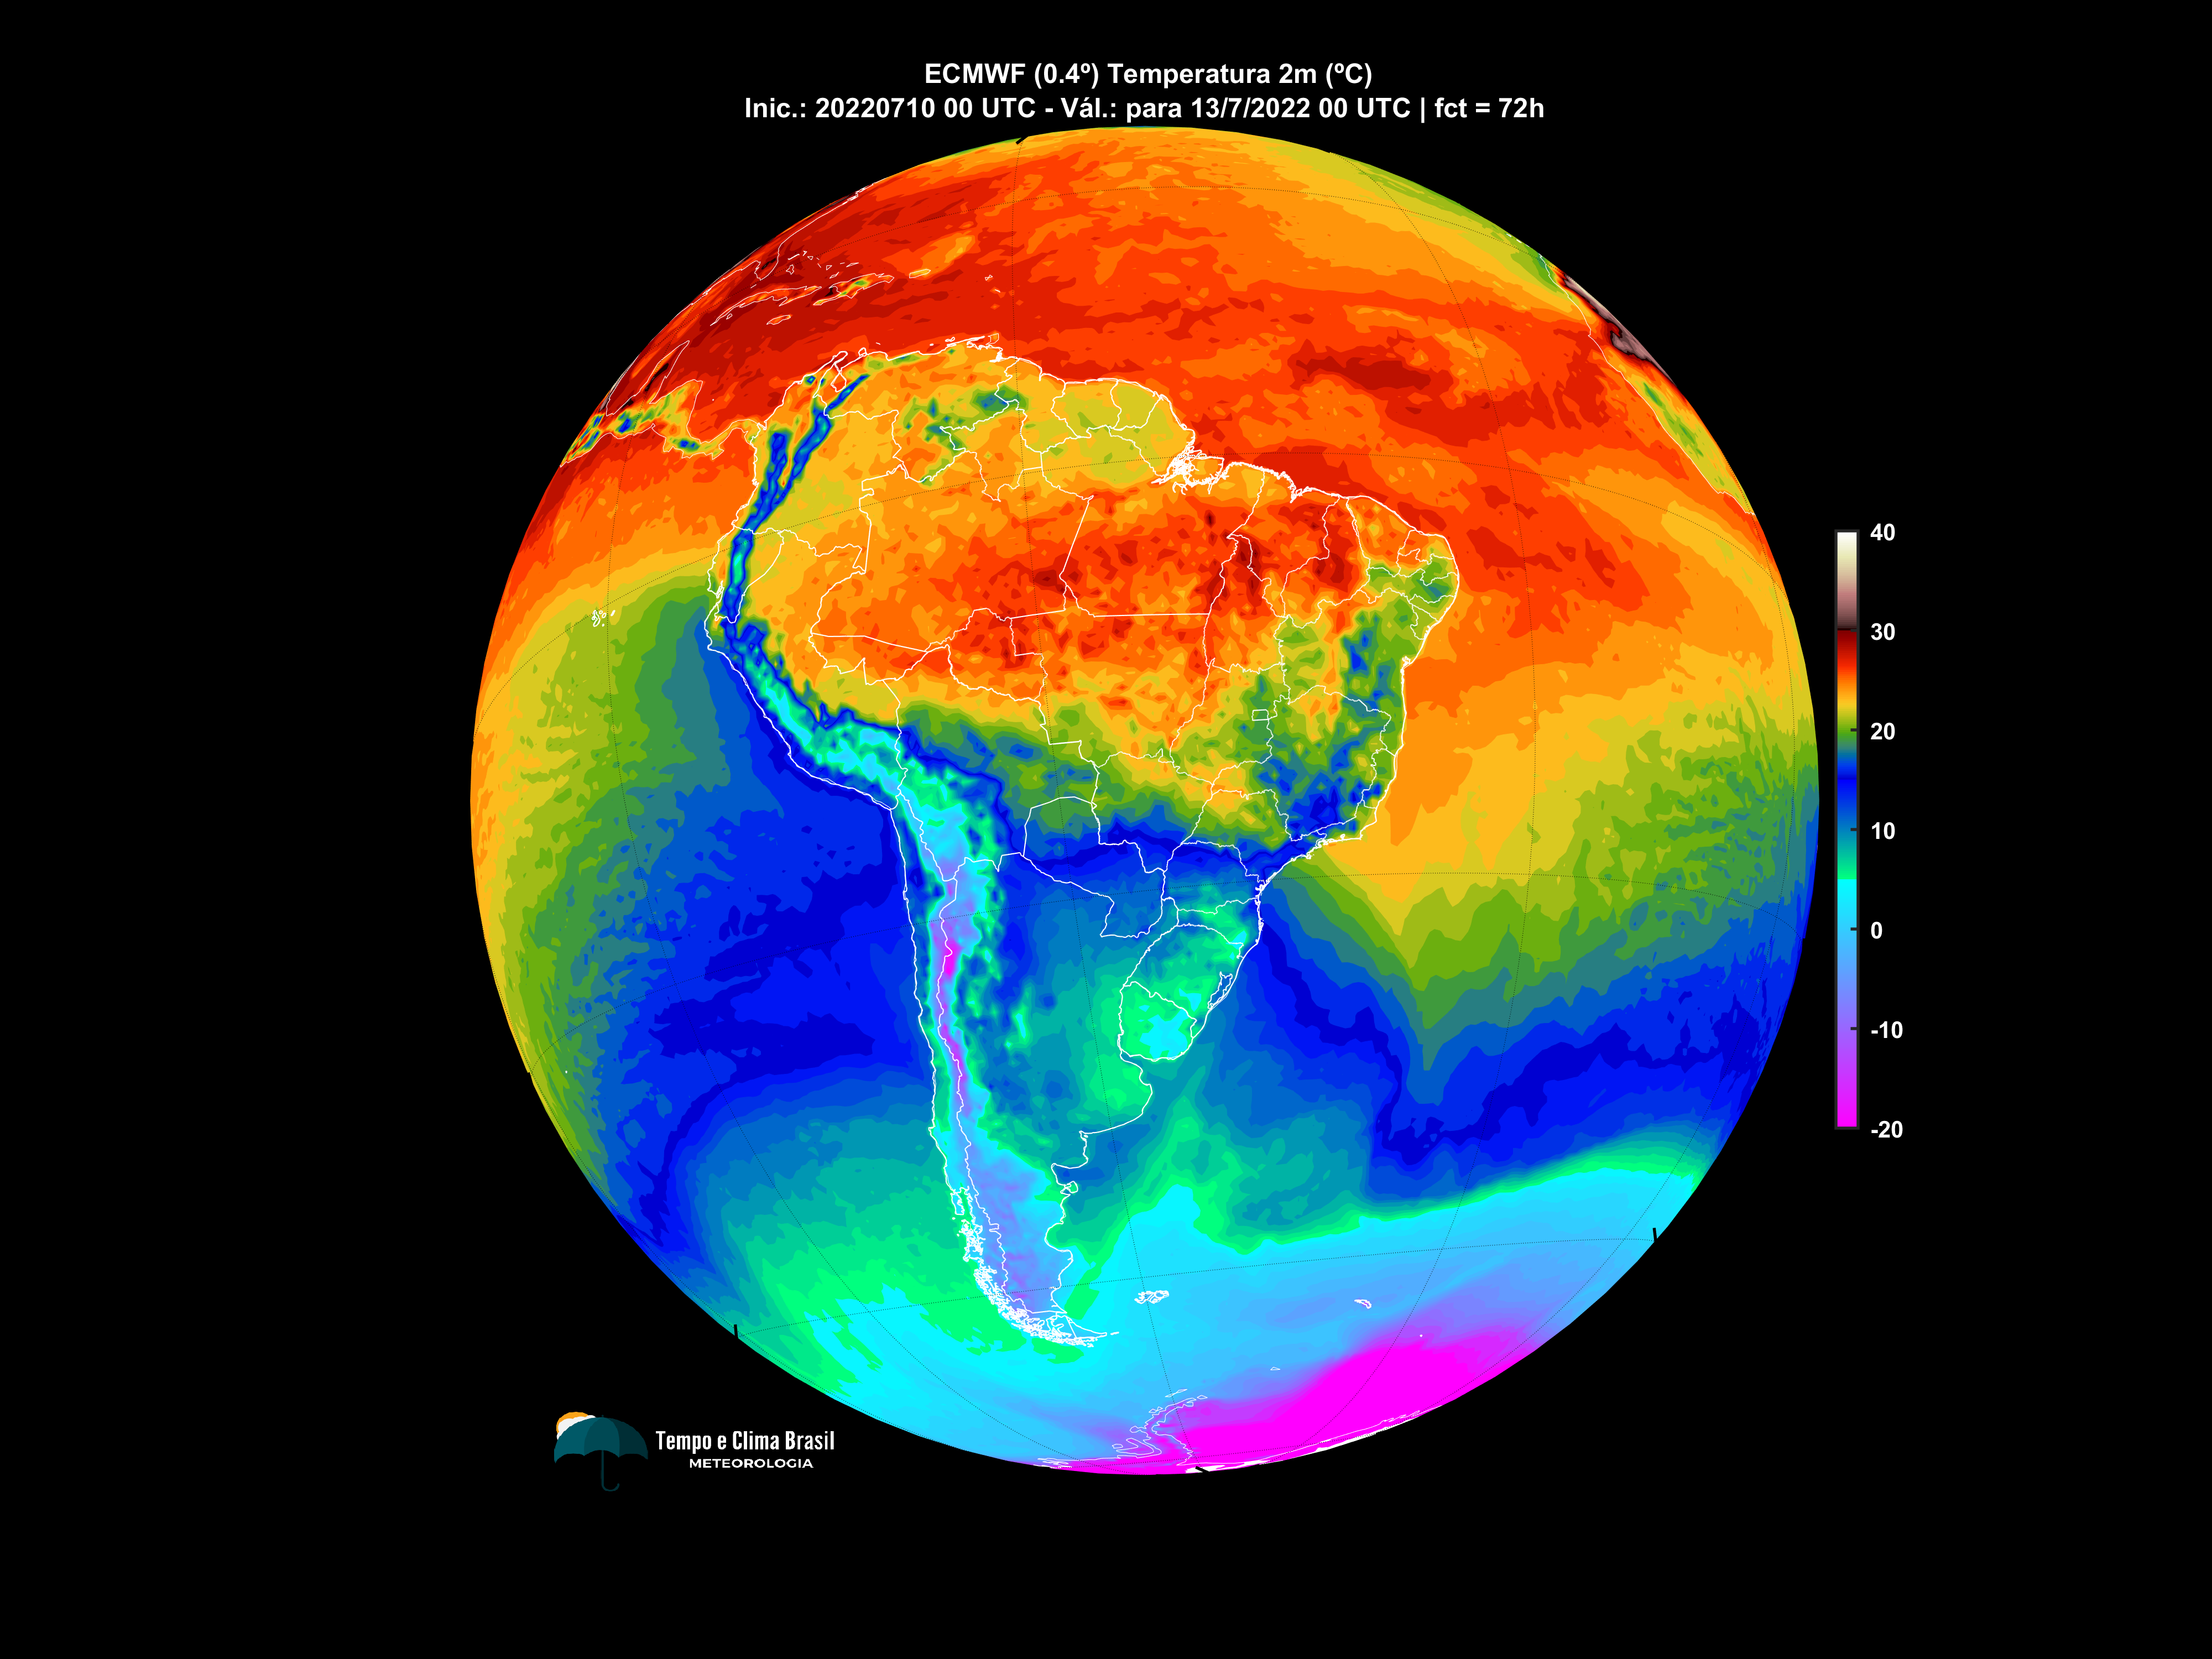 ECMWF (0.4º) Temperatura 2m (ºC)
Inic.: 20220710 00 UTC - Vál.: para 13/7/2022 00 UTC | fct = 72h
40
30
20
10
0
-10
-20
Tempo e Clima Brasil
METEOROLOGIA